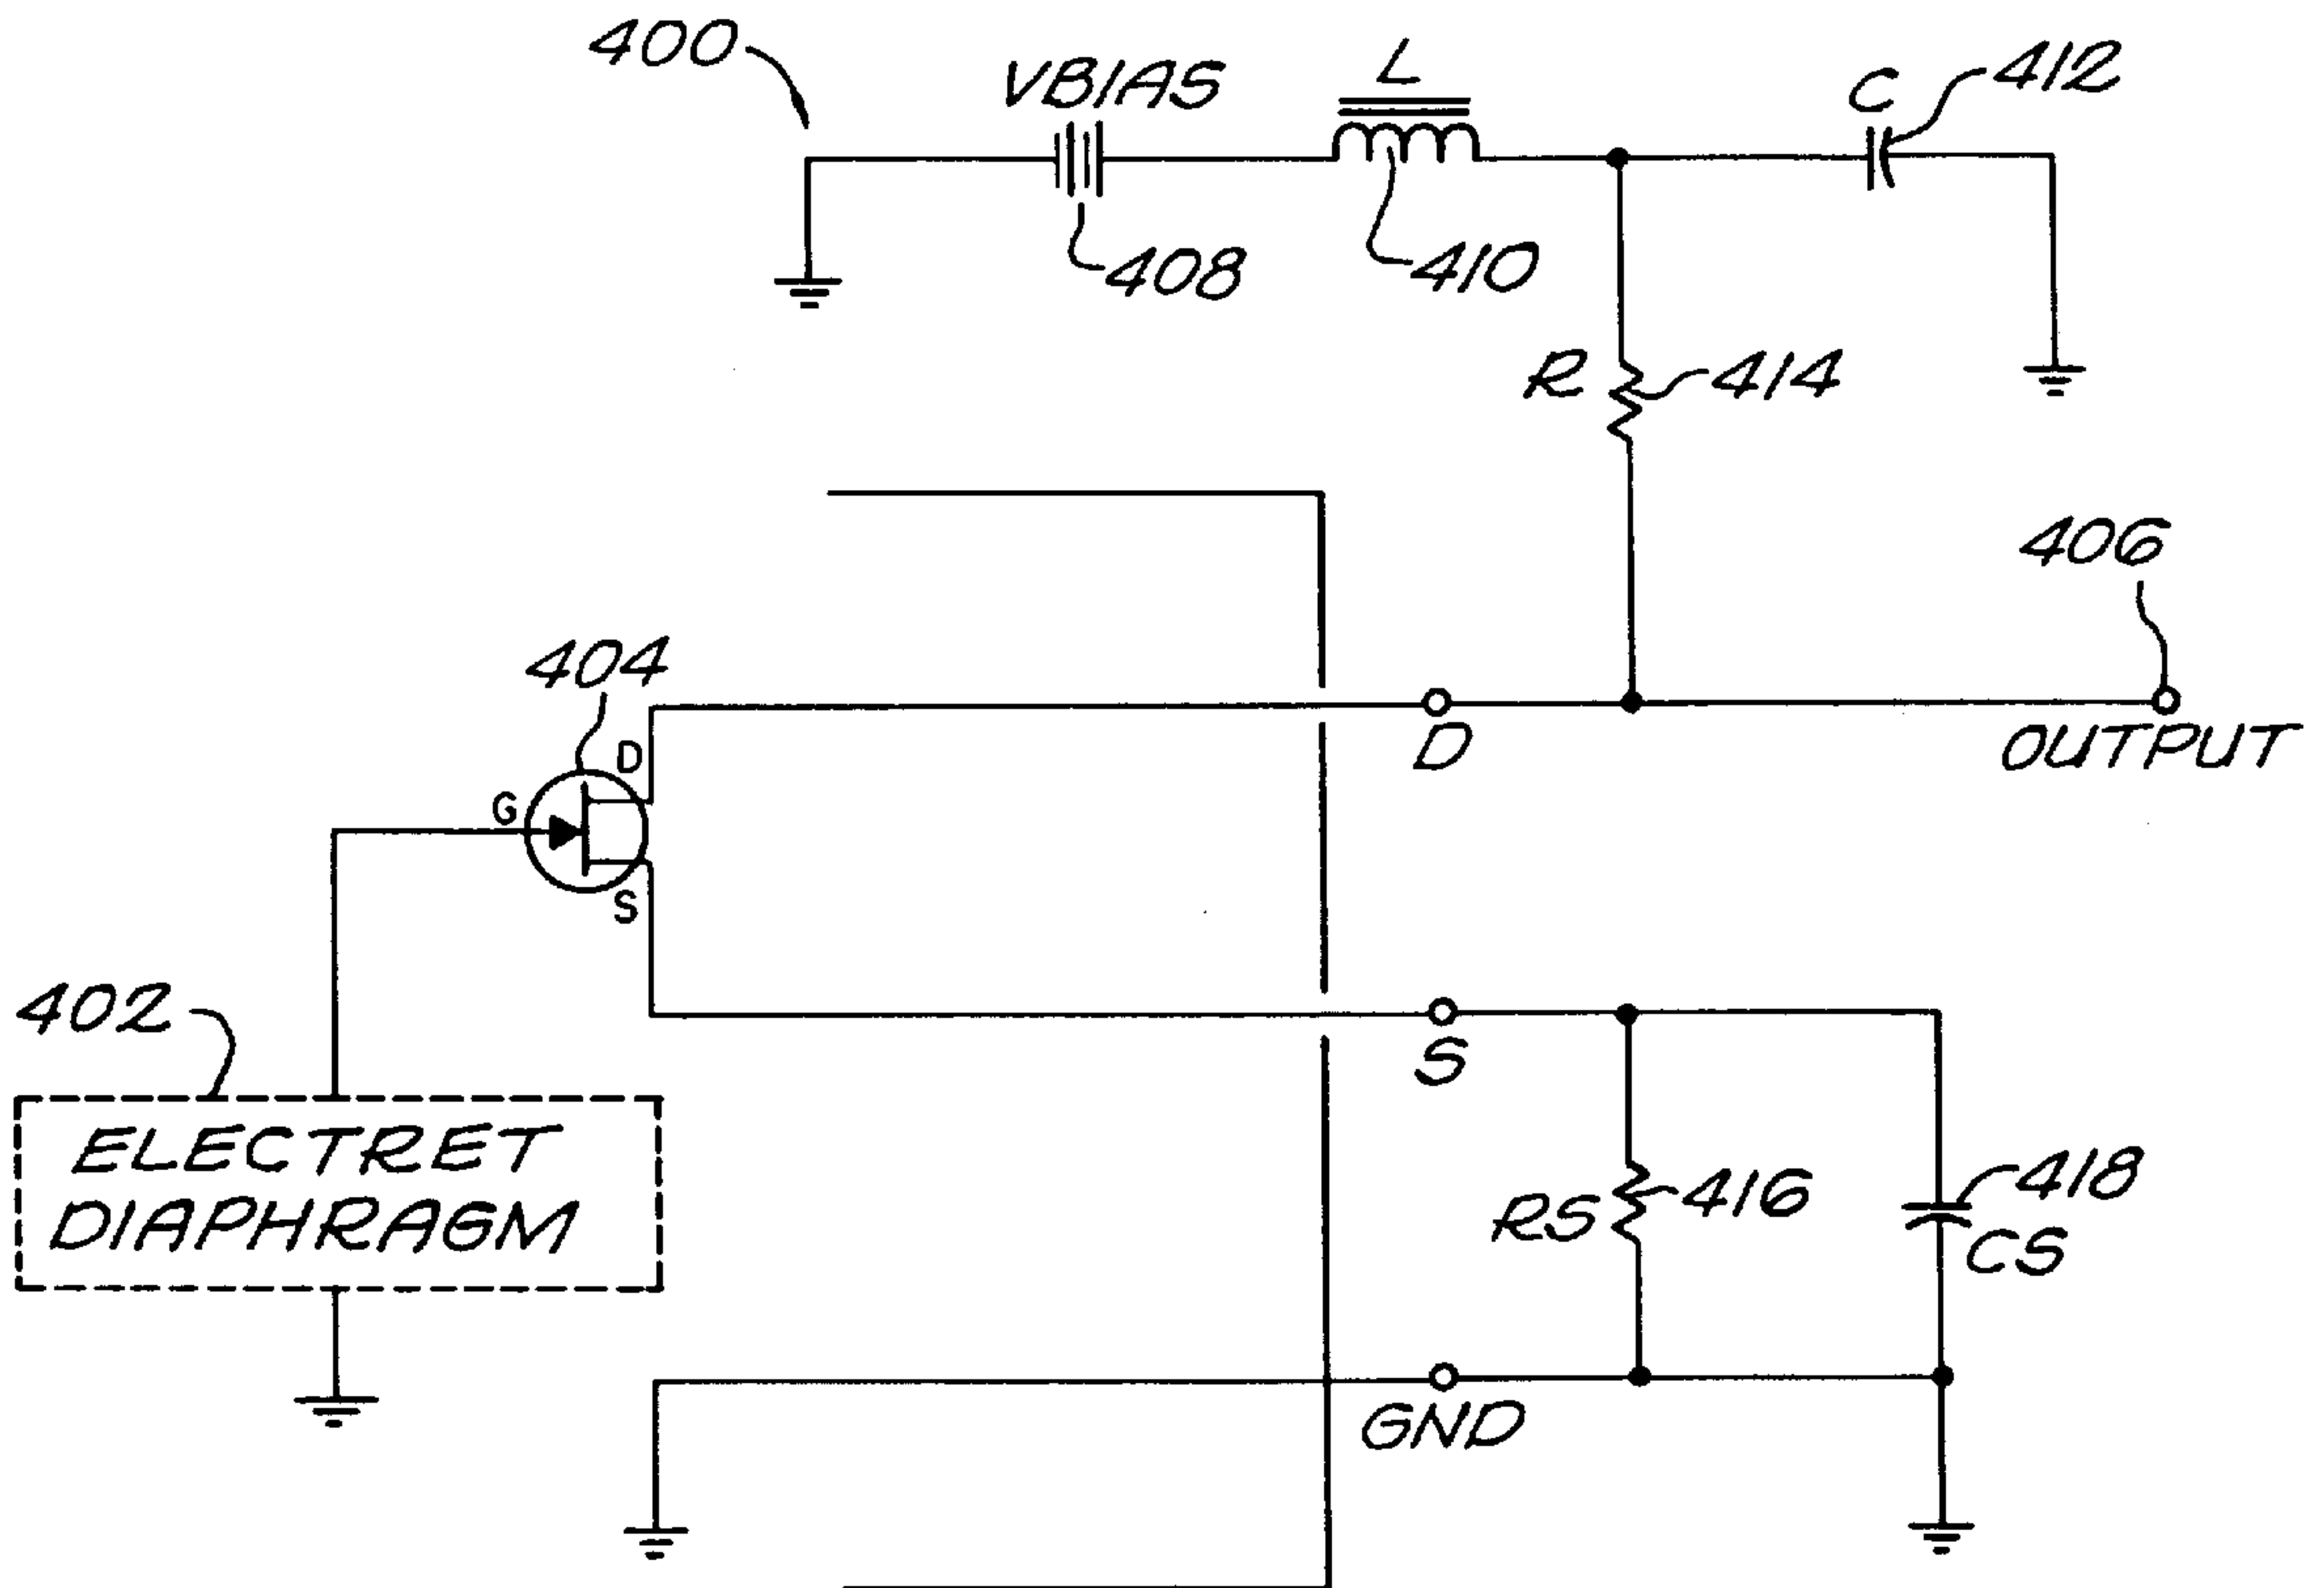 400
VBIAS
L
C
412
408
410
R
414
406
404
D
G
S
D
OUTPUT
402
S
ELECTRET
DIAPHRAGM
RS
416
418
CS
GND